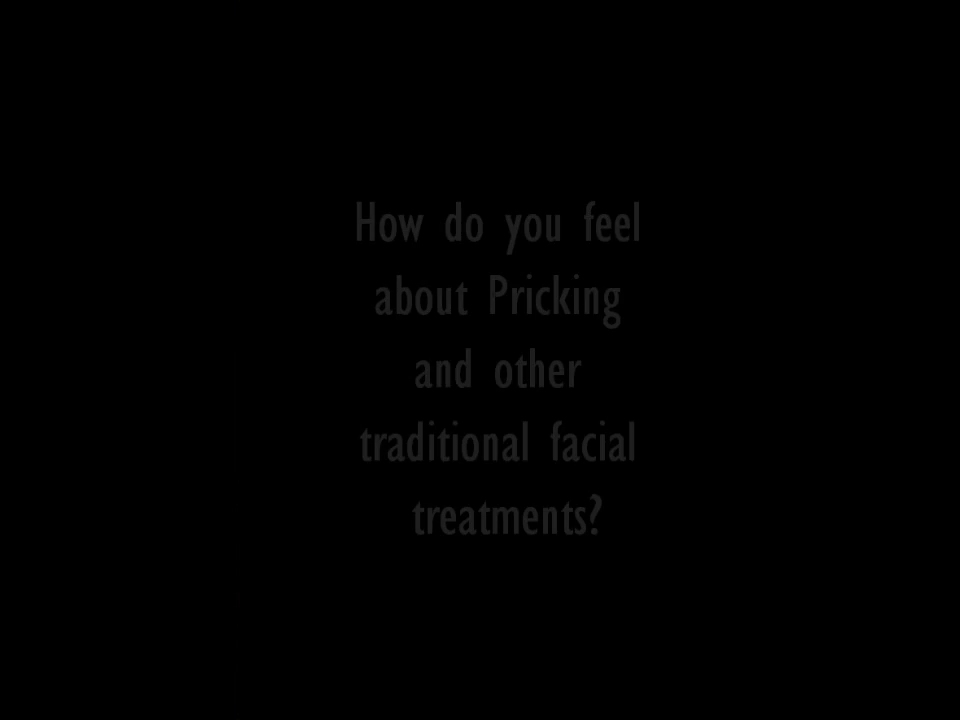 How do you feel
about Pricking
and other
traditional facial
treatments?